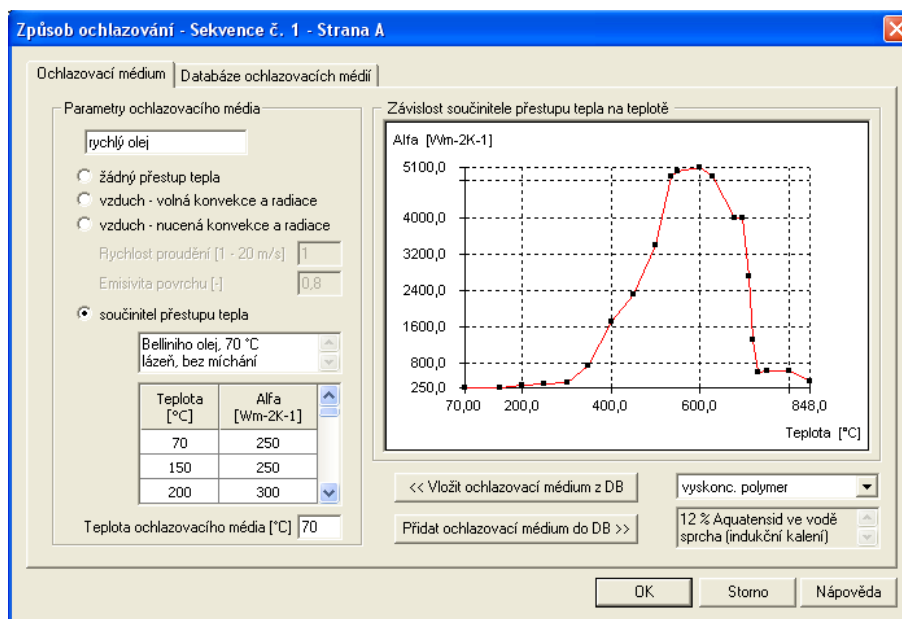 Způsob ochlazování - Sekvence č. 1 - Strana A
Ochlazovací médium
Databáze ochlazovacích médií
Parametry ochlazovacího média
rychlý olej
žádný přestup tepla
vzduch - volná konvekce a radiace
vzduch - nucená konvekce a radiace
Rychlost proudění [1 - 20 m/s] 1
Emisivita povrchu [-] 0,8
součinitel přestupu tepla
Belliniho olej, 70 °C
lázeň, bez míchání
Teplota Alfa
[°C] [Wm-2K-1]
70 250
150 250
200 300
Teplota ochlazovacího média [°C] 70
Závislost součinitele přestupu tepla na teplotě
Alfa [Wm-2K-1]
5100,0
4000,0
3200,0
2400,0
1600,0
800,0
250,0
70,00 200,0 400,0 600,0 848,0
Teplota [°C]
<< Vložit ochlazovací médium z DB
vyskonc. polymer
Přidat ochlazovací médium do DB >>
12 % Aquatensid ve vodě
sprcha (indukční kalení)
OK Storno Nápověda